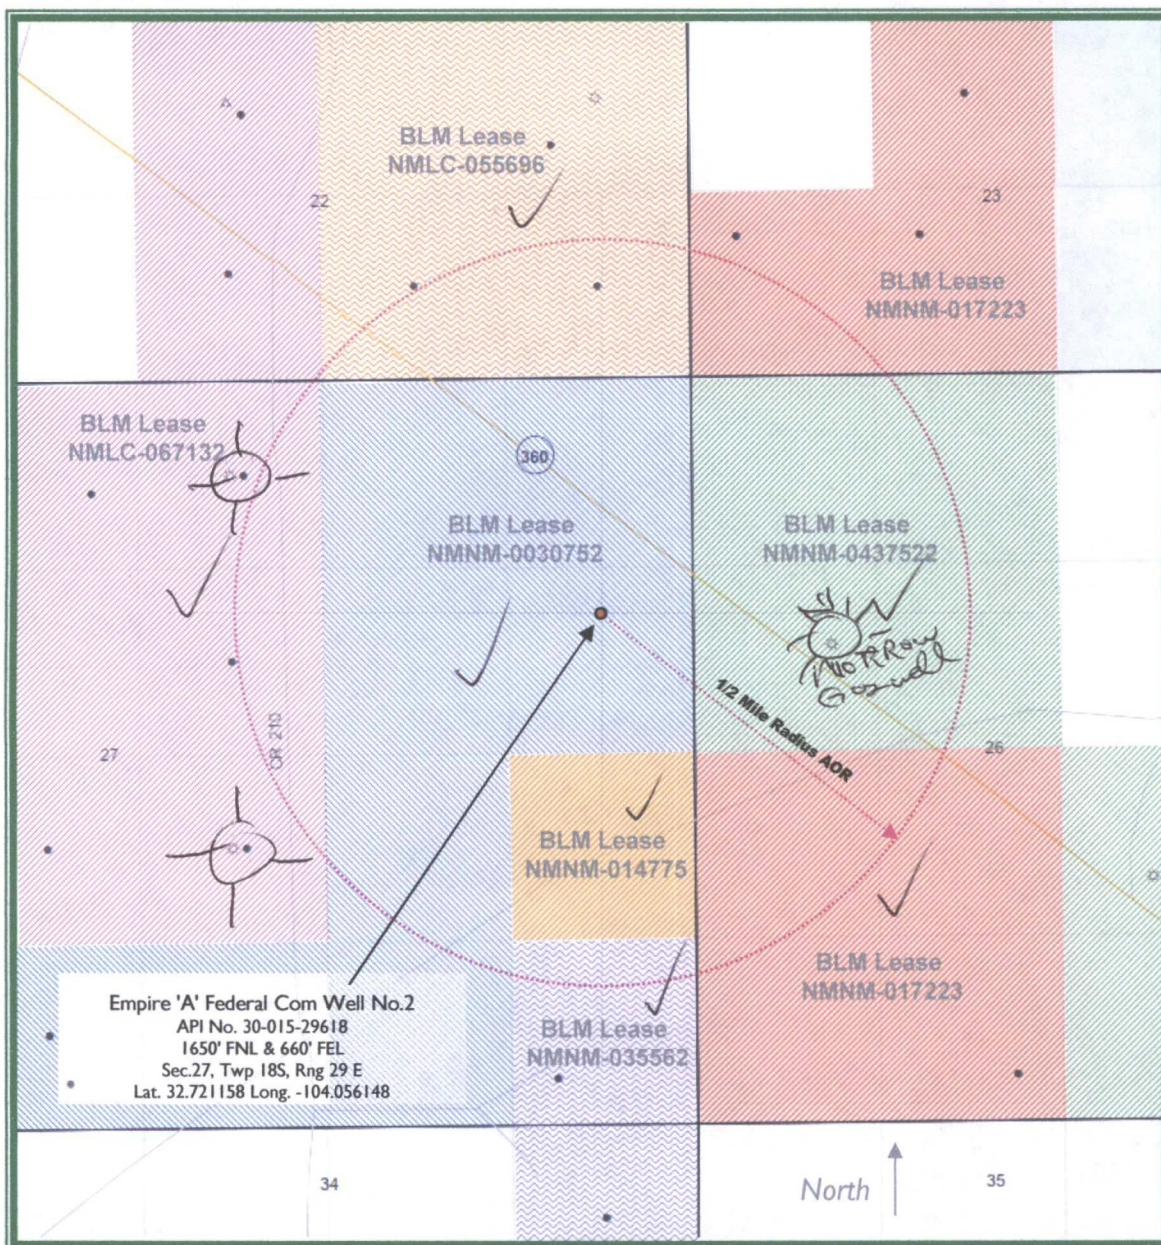 BLM Lease
NMLC-055696
22
23
BLM Lease
NMNM-017223
BLM Lease
NMLC-067132
360
BLM Lease
NMNM-0030752
BLM Lease
NMNM-0437522
Gas well
1/2 Mile Radius AOR
CR 210
27
26
BLM Lease
NMNM-014775
BLM Lease
NMNM-017223
Empire 'A' Federal Com Well No.2
API No. 30-015-29618
1650' FNL & 660' FEL
Sec.27, Twp 18S, Rng 29 E
Lat. 32.721158 Long. -104.056148
BLM Lease
NMNM-035562
34
North
35